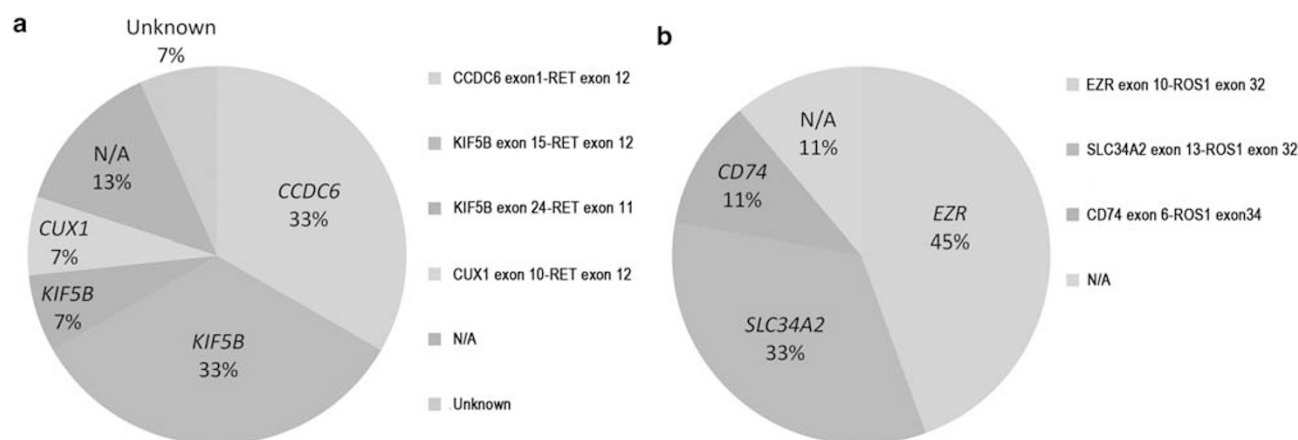 a
Unknown
7%
N/A
13%
CUX1
7%
KIF5B
7%
KIF5B
33%
CCDC6
33%
CCDC6 exon1-RET exon 12
KIF5B exon 15-RET exon 12
KIF5B exon 24-RET exon 11
CUX1 exon 10-RET exon 12
N/A
Unknown
b
N/A
11%
CD74
11%
SLC34A2
33%
EZR
45%
EZR exon 10-ROS1 exon 32
SLC34A2 exon 13-ROS1 exon 32
CD74 exon 6-ROS1 exon34
N/A